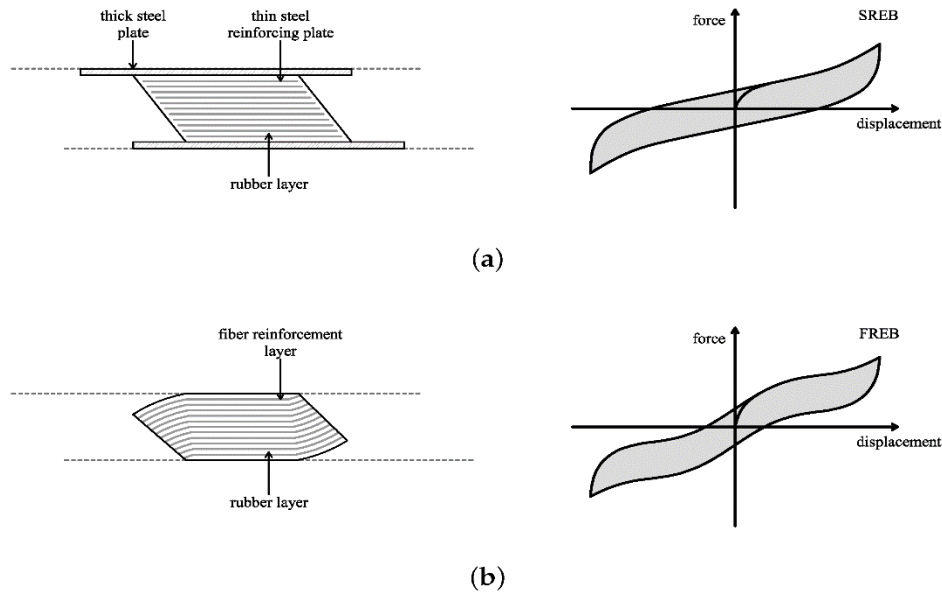 thick steel
plate
thin steel
reinforcing plate
rubber layer
force
SREB
displacement
(a)
fiber reinforcement
layer
rubber layer
force
FREB
displacement
(b)